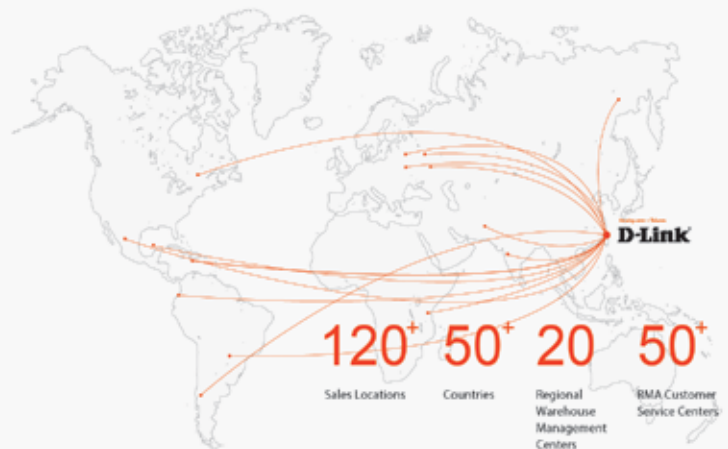 D-Link
120+ 50+ 20 50+
Sales Locations
Countries
Regional
Warehouse
Management
Centers
RMA Customer
Service Centers